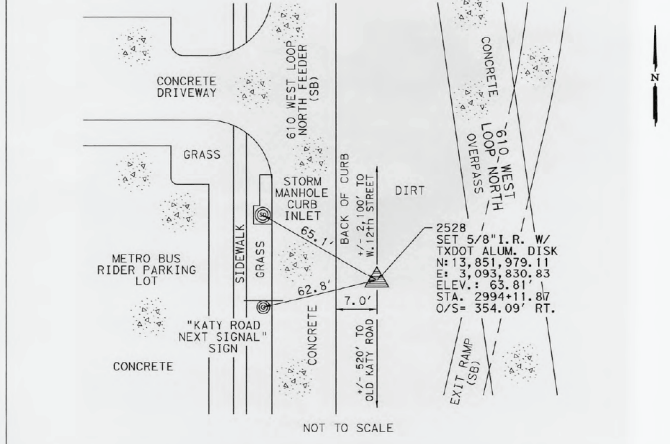 CONCRETE
DRIVEWAY
610 WEST LOOP
NORTH FEEDER
(SB)
CONCRETE
610 WEST
LOOP NORTH
OVERPASS
N
GRASS
STORM
MANHOLE
CURB
INLET
BACK OF CURB
+/- 2,100' TO
W.12th STREET
DIRT
65.1'
2528
SET 5/8"I.R. W/
TXDOT ALUM. DISK
N:13,851,979.11
E: 3,093,830.83
ELEV.: 63.81'
STA. 2994+11.87
O/S= 354.09' RT.
METRO BUS
RIDER PARKING
LOT
SIDEWALK
GRASS
62.8'
7.0'
"KATY ROAD
NEXT SIGNAL"
SIGN
CONCRETE
+/- 520' TO
OLD KATY ROAD
EXIT RAMP
(SB)
CONCRETE
NOT TO SCALE